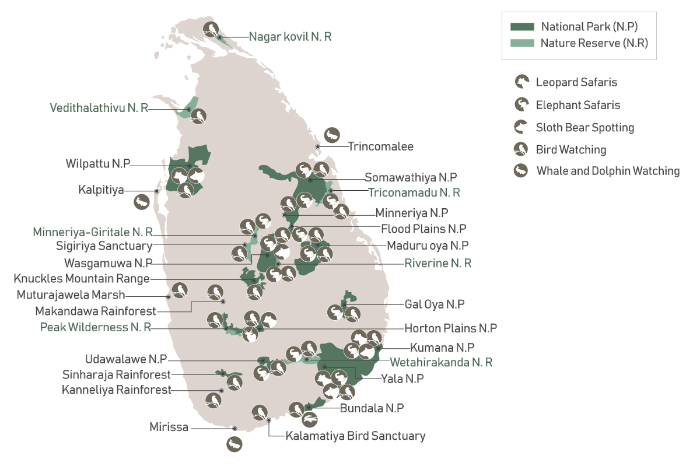 National Park (N.P)
Nature Reserve (N.R)
Leopard Safaris
Elephant Safaris
Sloth Bear Spotting
Bird Watching
Whale and Dolphin Watching
Nagar kovil N. R
Vedithalathivu N. R
Trincomalee
Wilpattu N.P
Kalpitiya
Somawathiya N.P
Triconamadu N. R
Minneriya N.P
Flood Plains N.P
Minneriya-Giritale N. R
Sigiriya Sanctuary
Maduru oya N.P
Wasgamuwa N.P
Riverine N. R
Knuckles Mountain Range
Muturajawela Marsh
Makandawa Rainforest
Gal Oya N.P
Peak Wilderness N. R
Horton Plains N.P
Kumana N.P
Udawalawe N.P
Wetahirakanda N. R
Sinharaja Rainforest
Yala N.P
Kanneliya Rainforest
Bundala N.P
Mirissa
Kalamatiya Bird Sanctuary